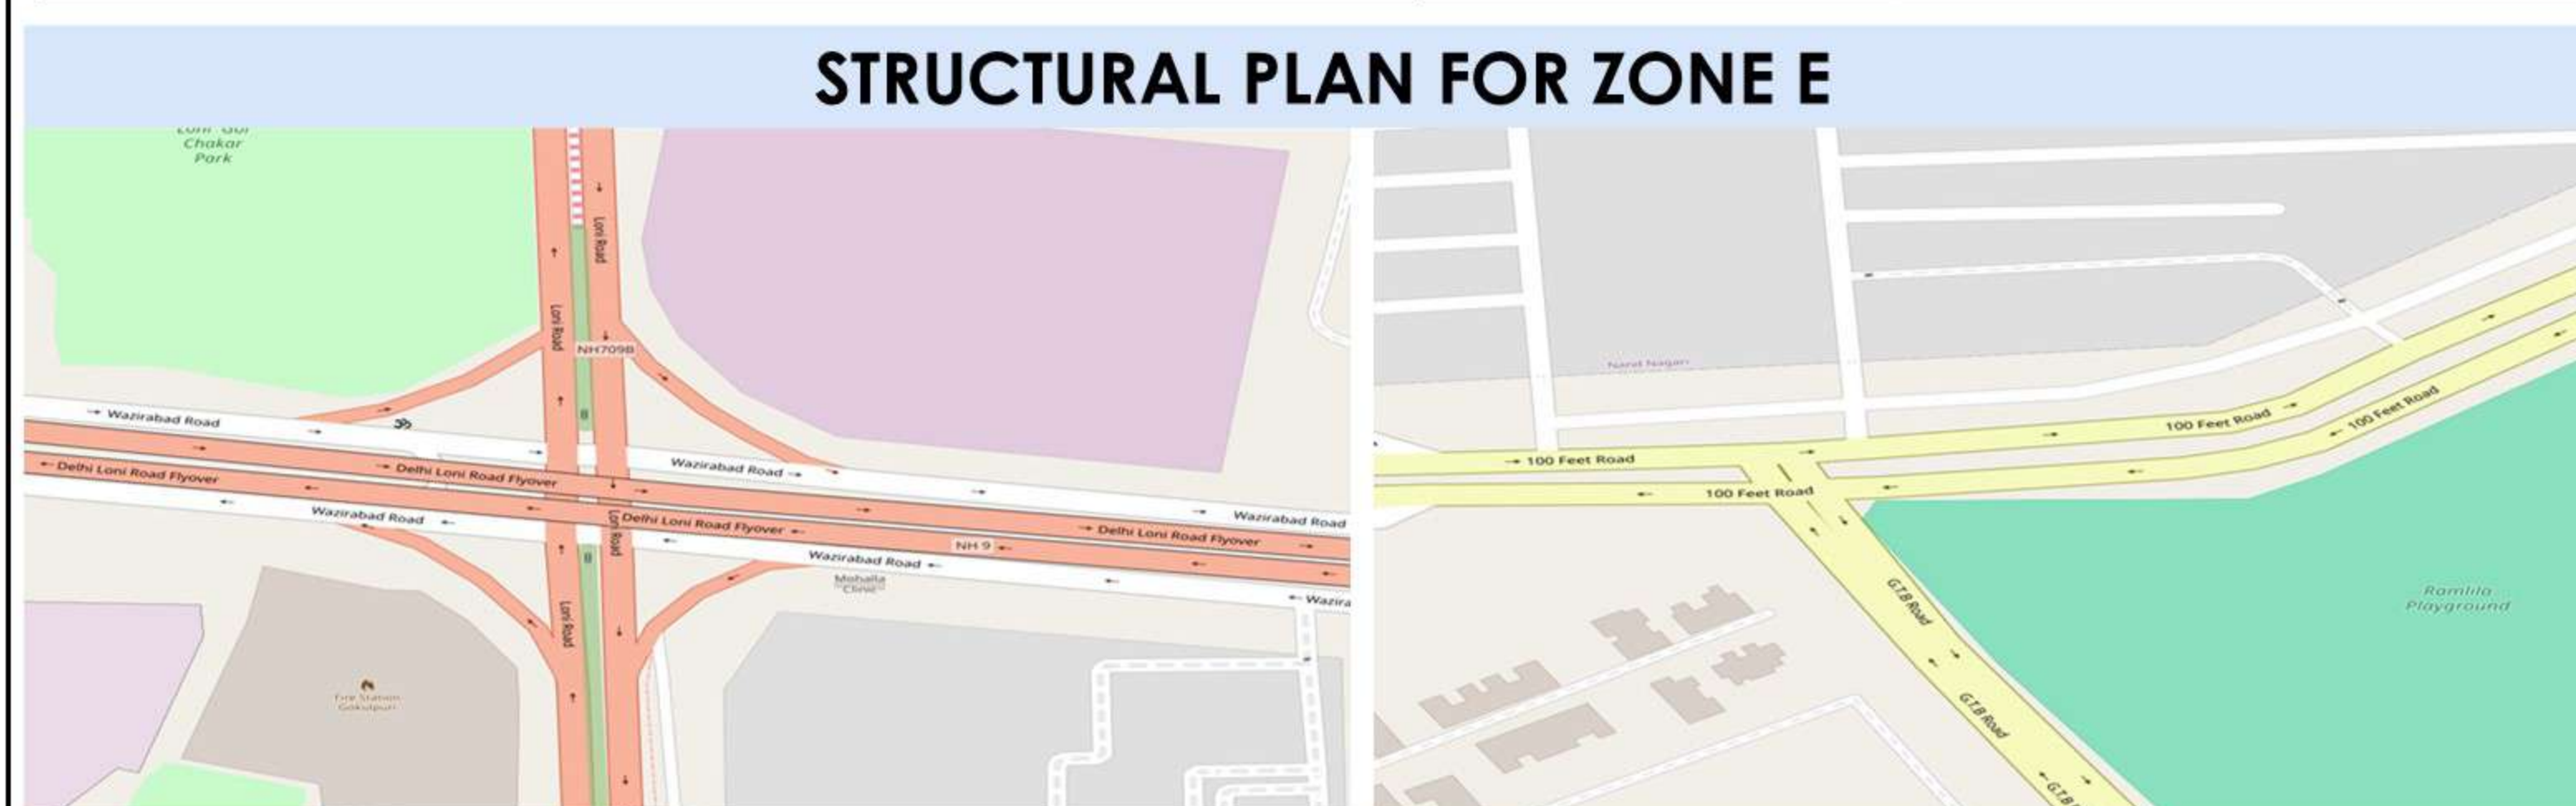 STRUCTURAL PLAN FOR ZONE E
Loni Gol
Chakar
Park
Loni Road
Loni Road
NH709B
Wazirabad Road
Wazirabad Road
Delhi Loni Road Flyover
Delhi Loni Road Flyover
Wazirabad Road
Loni Road
Delhi Loni Road Flyover
NH 9
Delhi Loni Road Flyover
Wazirabad Road
Wazirabad Road
Mohalla
Clinic
Wazira
Loni Road
Fire Station
Gokulpuri
Nand Nagari
100 Feet Road
100 Feet Road
100 Feet Road
100 Feet Road
G.T.B Road
G.T.B Road
G.T.B
Ramlila
Playground